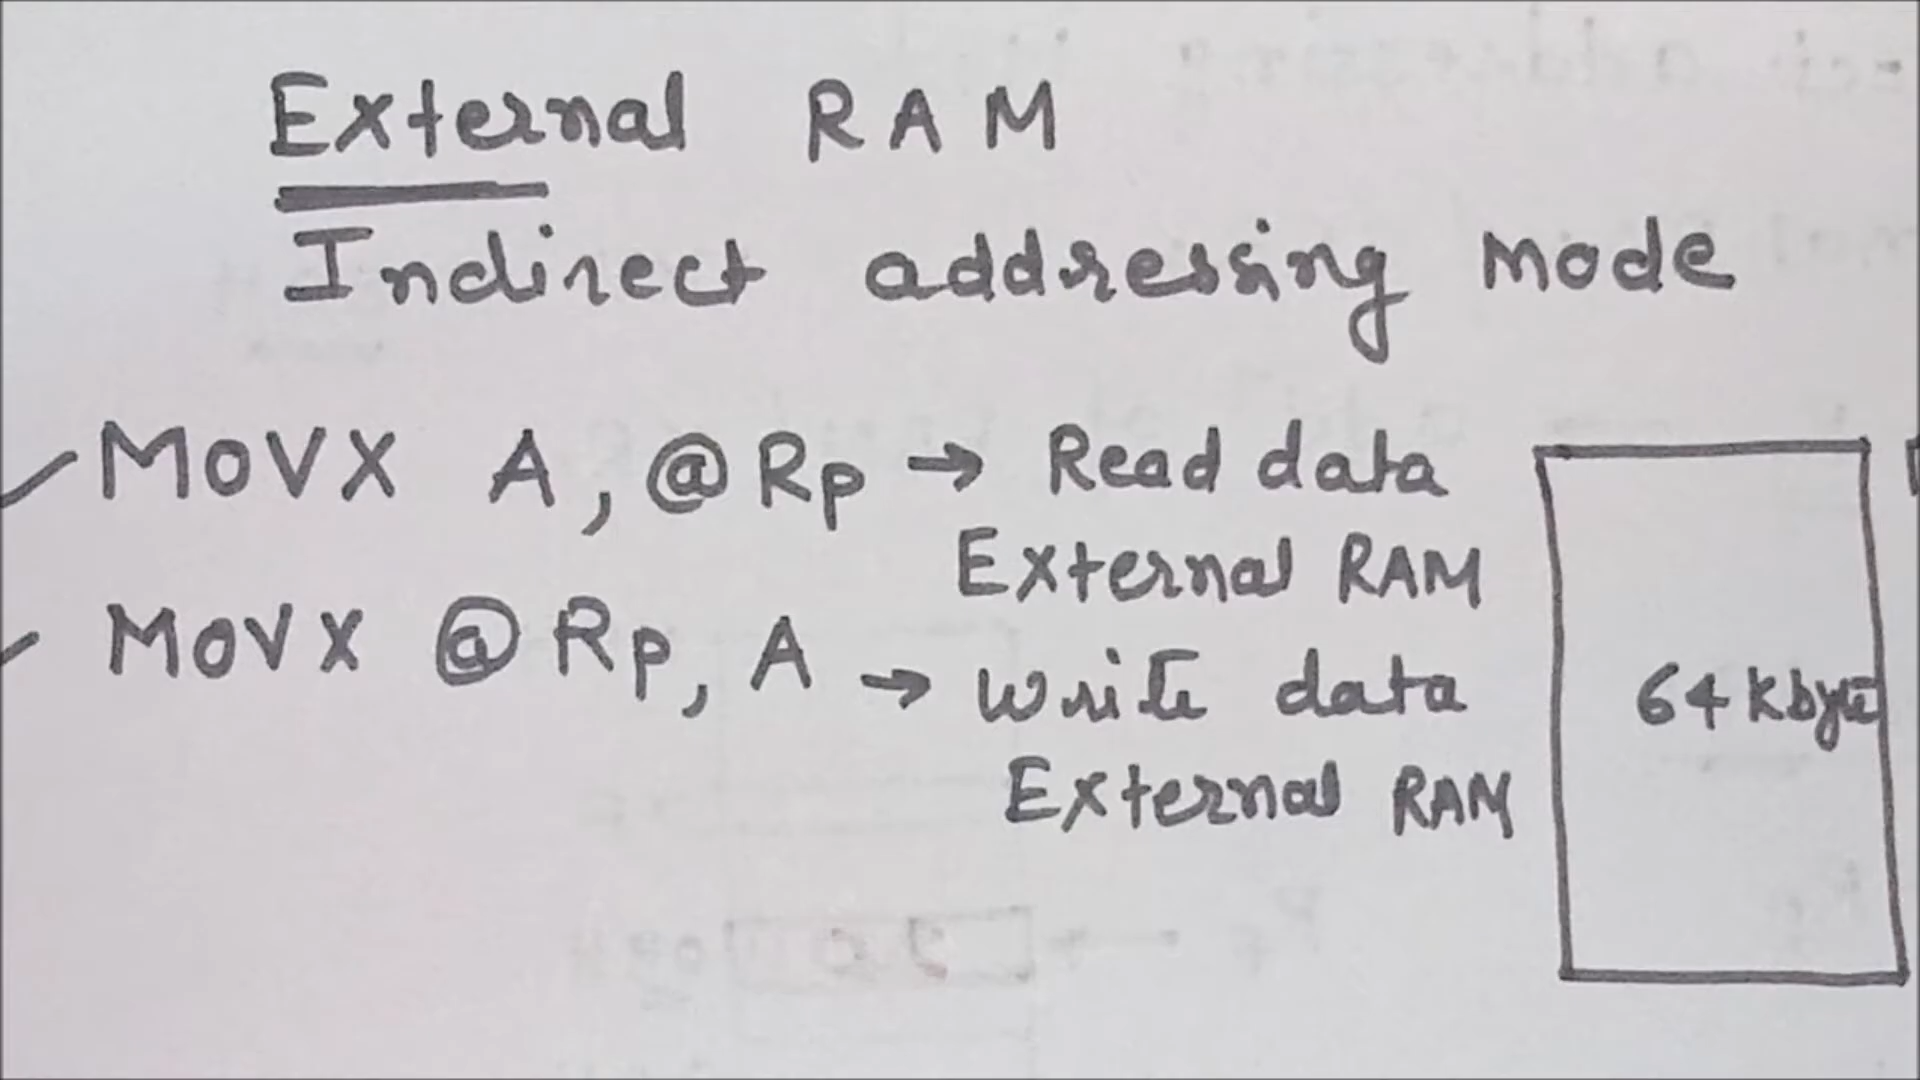 External RAM
Indirect addressing mode
MOVX A, @Rp → Read data
External RAM
MOVX @Rp, A → Write data
External RAM
64 kbyte